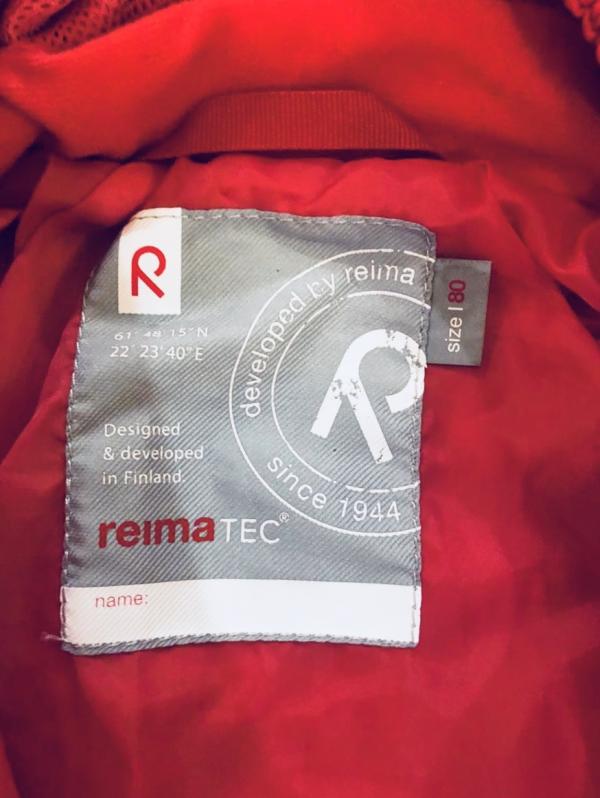 R
61° 48' 15" N
22° 23' 40" E
developed by reima
since 1944
R
size | 80
Designed
& developed
in Finland.
reimaTEC®
name: